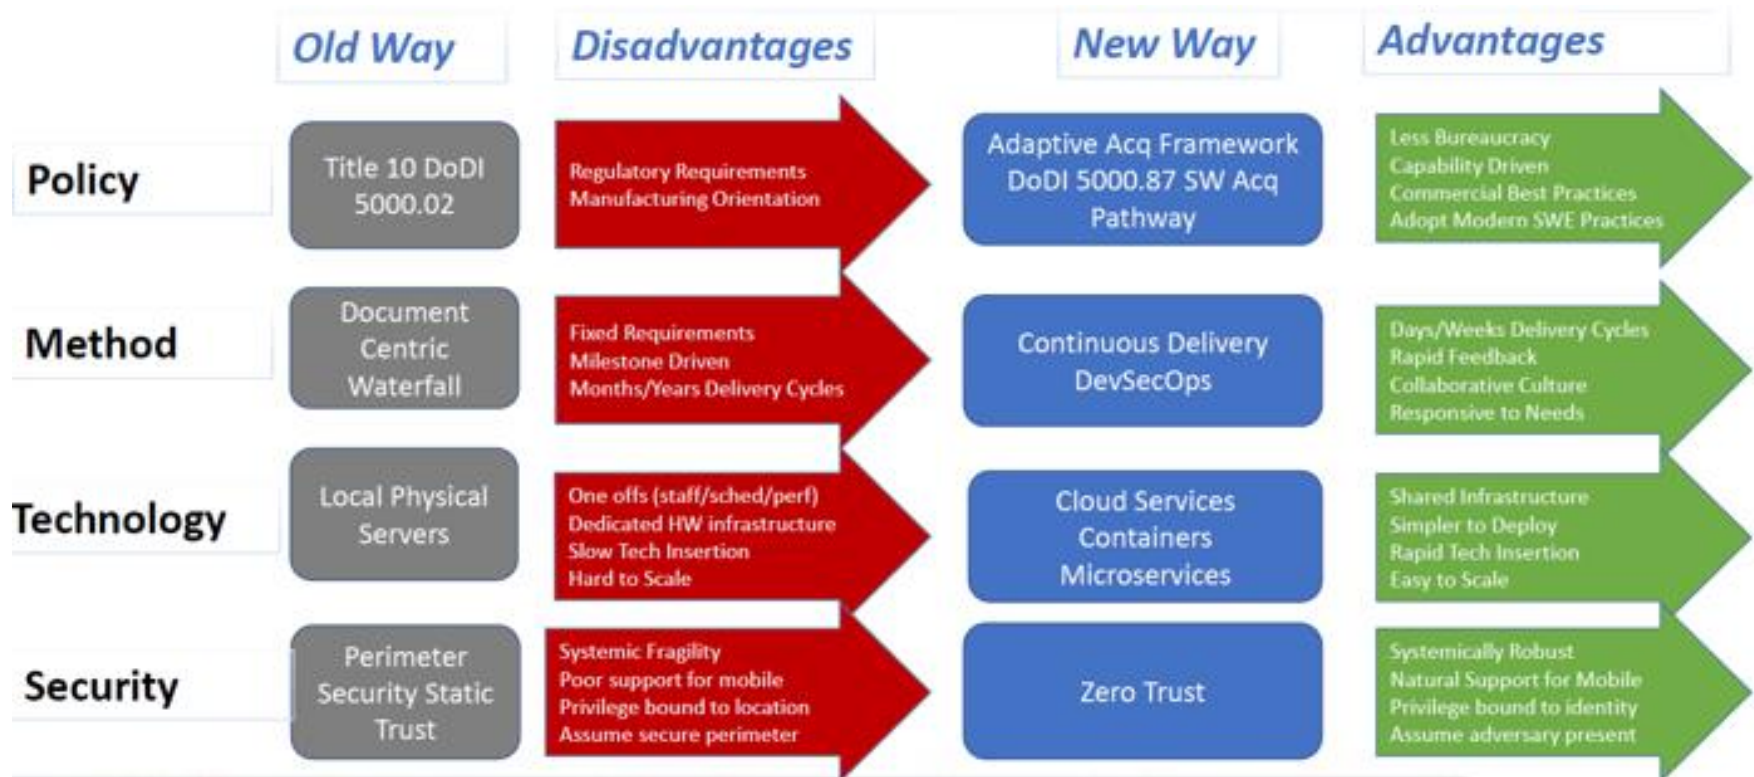 Old Way
Disadvantages
New Way
Advantages
Policy
Title 10 DoDI
5000.02
Regulatory Requirements
Manufacturing Orientation
Adaptive Acq Framework
DoDI 5000.87 SW Acq
Pathway
Less Bureaucracy
Capability Driven
Commercial Best Practices
Adopt Modern SWE Practices
Method
Document
Centric
Waterfall
Fixed Requirements
Milestone Driven
Months/Years Delivery Cycles
Continuous Delivery
DevSecOps
Days/Weeks Delivery Cycles
Rapid Feedback
Collaborative Culture
Responsive to Needs
Technology
Local Physical
Servers
One offs (staff/sched/perf)
Dedicated HW infrastructure
Slow Tech Insertion
Hard to Scale
Cloud Services
Containers
Microservices
Shared Infrastructure
Simpler to Deploy
Rapid Tech Insertion
Easy to Scale
Security
Perimeter
Security Static
Trust
Systemic Fragility
Poor support for mobile
Privilege bound to location
Assume secure perimeter
Zero Trust
Systemically Robust
Natural Support for Mobile
Privilege bound to identity
Assume adversary present